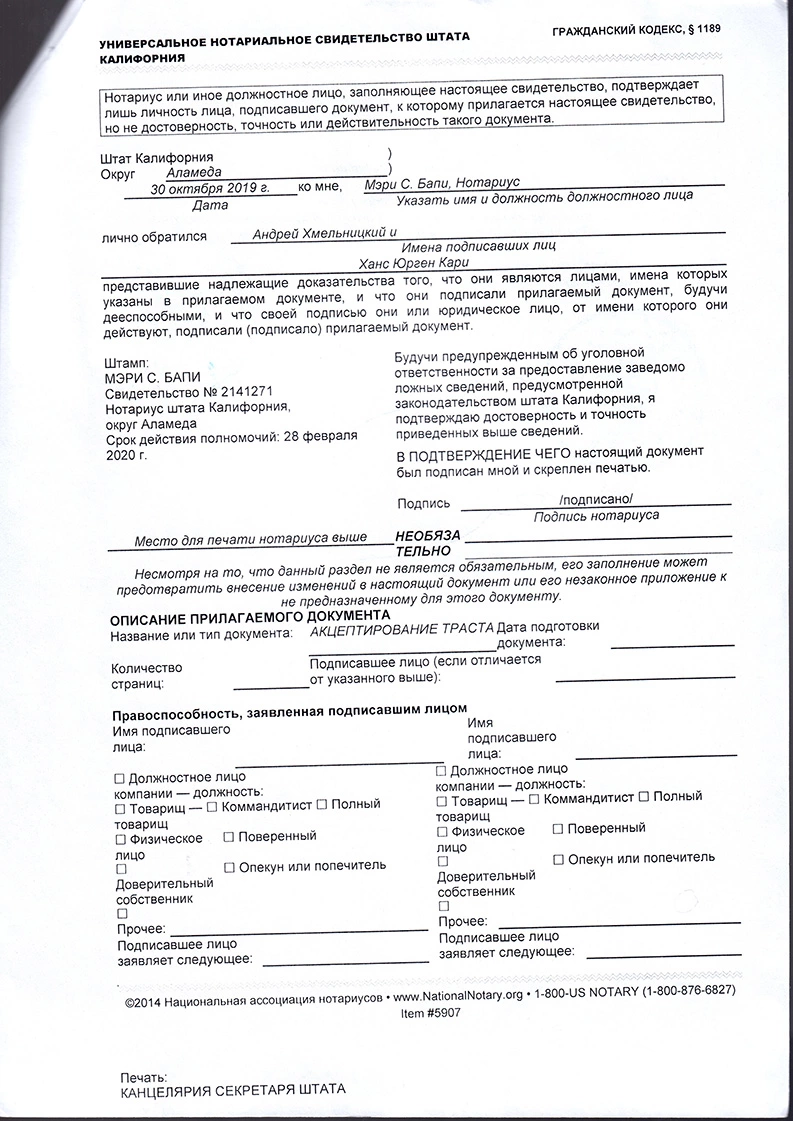 УНИВЕРСАЛЬНОЕ НОТАРИАЛЬНОЕ СВИДЕТЕЛЬСТВО ШТАТА
КАЛИФОРНИЯ
ГРАЖДАНСКИЙ КОДЕКС, § 1189
Нотариус или иное должностное лицо, заполняющее настоящее свидетельство, подтверждает
лишь личность лица, подписавшего документ, к которому прилагается настоящее свидетельство,
но не достоверность, точность или действительность такого документа.
Штат Калифорния )
Округ Аламеда )
30 октября 2019 г. ко мне, Мэри С. Бапи, Нотариус
Дата Указать имя и должность должностного лица
лично обратился Андрей Хмельницкий и
Имена подписавших лиц
Ханс Юрген Кари
представившие надлежащие доказательства того, что они являются лицами, имена которых
указаны в прилагаемом документе, и что они подписали прилагаемый документ, будучи
дееспособными, и что своей подписью они или юридическое лицо, от имени которого они
действуют, подписали (подписало) прилагаемый документ.
Штамп:
МЭРИ С. БАПИ
Свидетельство № 2141271
Нотариус штата Калифорния,
округ Аламеда
Срок действия полномочий: 28 февраля
2020 г.
Будучи предупрежденным об уголовной
ответственности за предоставление заведомо
ложных сведений, предусмотренной
законодательством штата Калифорния, я
подтверждаю достоверность и точность
приведенных выше сведений.
В ПОДТВЕРЖДЕНИЕ ЧЕГО настоящий документ
был подписан мной и скреплен печатью.
Подпись /подписано/
Подпись нотариуса
Место для печати нотариуса выше НЕОБЯЗА
ТЕЛЬНО
Несмотря на то, что данный раздел не является обязательным, его заполнение может
предотвратить внесение изменений в настоящий документ или его незаконное приложение к
не предназначенному для этого документу.
ОПИСАНИЕ ПРИЛАГАЕМОГО ДОКУМЕНТА
Название или тип документа: АКЦЕПТИРОВАНИЕ ТРАСТА Дата подготовки
документа:
Количество Подписавшее лицо (если отличается
страниц: от указанного выше):
Правоспособность, заявленная подписавшим лицом
Имя подписавшего
лица:
☐ Должностное лицо
компании — должность:
☐ Товарищ — ☐ Коммандитист ☐ Полный
товарищ
☐ Физическое ☐ Поверенный
лицо
☐ ☐ Опекун или попечитель
Доверительный
собственник
☐
Прочее:
Подписавшее лицо
заявляет следующее:
Имя
подписавшего
лица:
☐ Должностное лицо
компании — должность:
☐ Товарищ — ☐ Коммандитист ☐ Полный
товарищ
☐ Физическое ☐ Поверенный
лицо
☐ ☐ Опекун или попечитель
Доверительный
собственник
☐
Прочее:
Подписавшее лицо
заявляет следующее:
©2014 Национальная ассоциация нотариусов • www.NationalNotary.org • 1-800-US NOTARY (1-800-876-6827)
Item #5907
Печать:
КАНЦЕЛЯРИЯ СЕКРЕТАРЯ ШТАТА